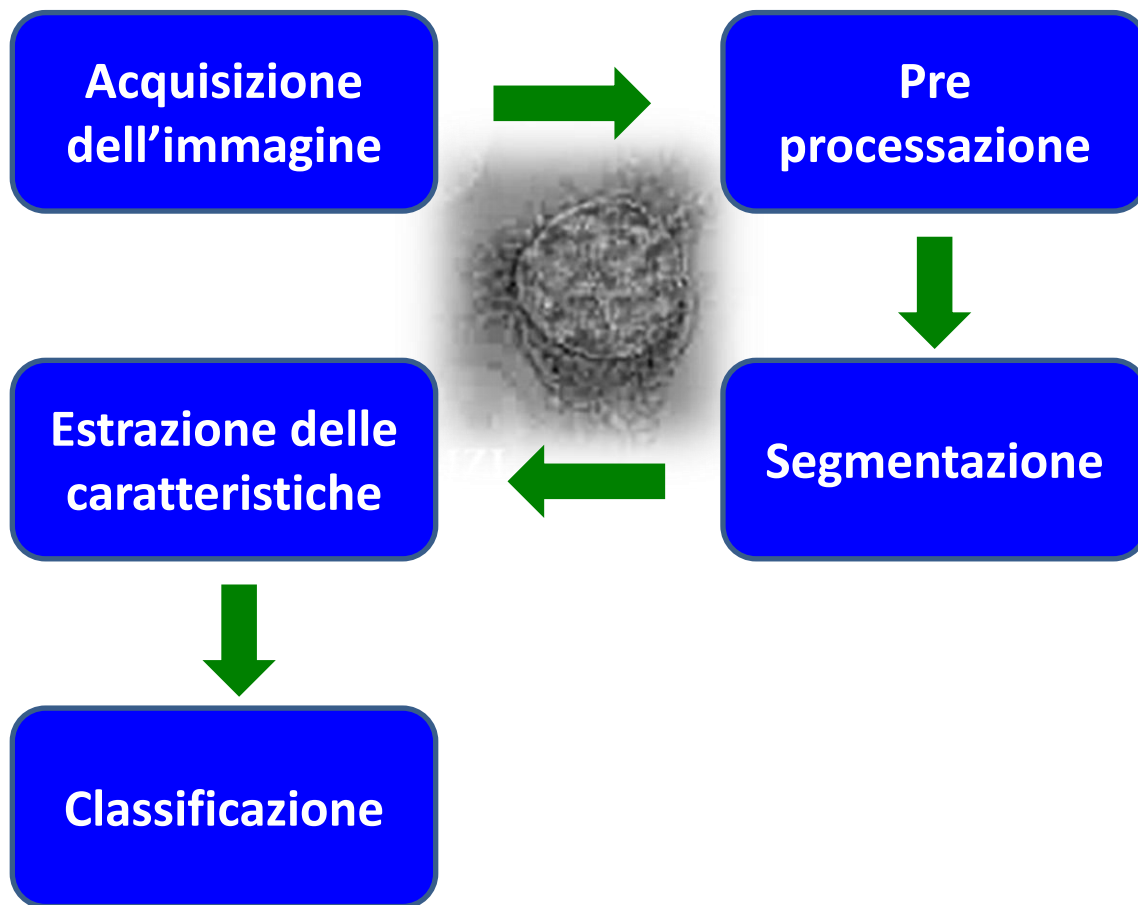 Acquisizione
dell’immagine
Pre
processazione
Segmentazione
Estrazione delle
caratteristiche
Classificazione